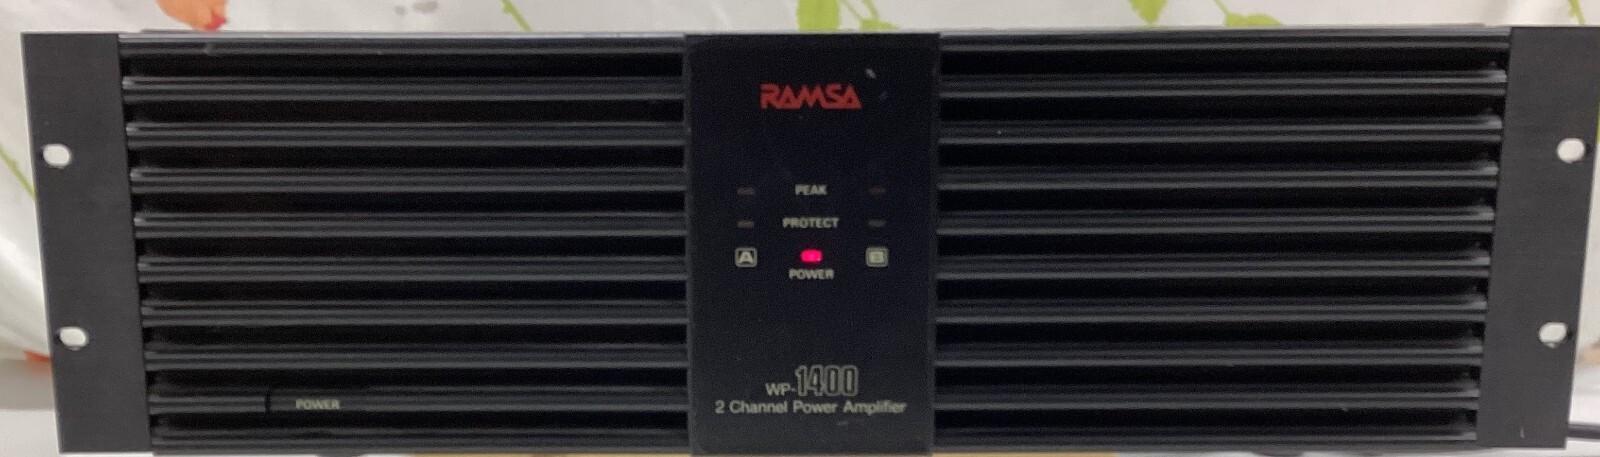 RAMSA
PEAK
PROTECT
A B
POWER
WP-1400
2 Channel Power Amplifier
POWER